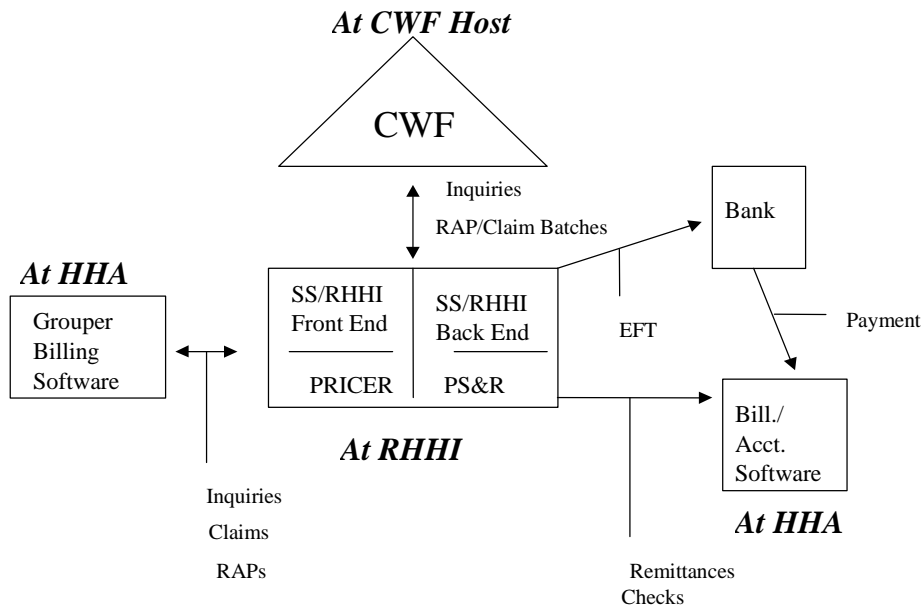 At CWF Host
CWF
Inquiries
RAP/Claim Batches
Bank
At HHA
Grouper
Billing
Software
SS/RHHI
Front End
PRICER
SS/RHHI
Back End
PS&R
EFT
Payment
At RHHI
Bill./
Acct.
Software
At HHA
Inquiries
Claims
RAPs
Remittances
Checks